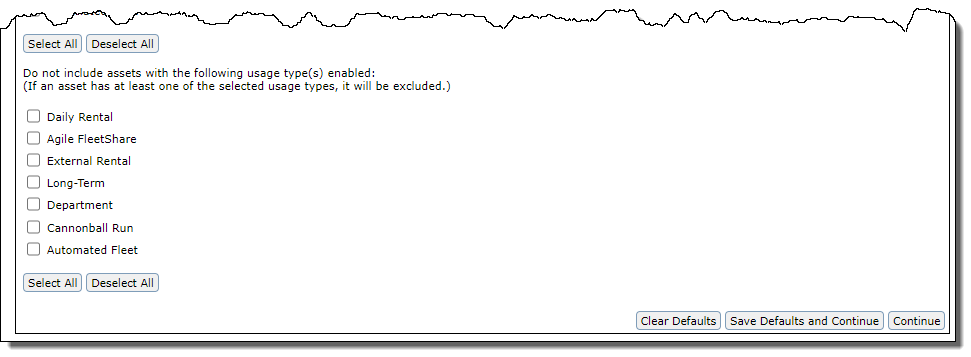 Select All Deselect All
Do not include assets with the following usage type(s) enabled:
(If an asset has at least one of the selected usage types, it will be excluded.)
Daily Rental
Agile FleetShare
External Rental
Long-Term
Department
Cannonball Run
Automated Fleet
Select All Deselect All
Clear Defaults Save Defaults and Continue Continue